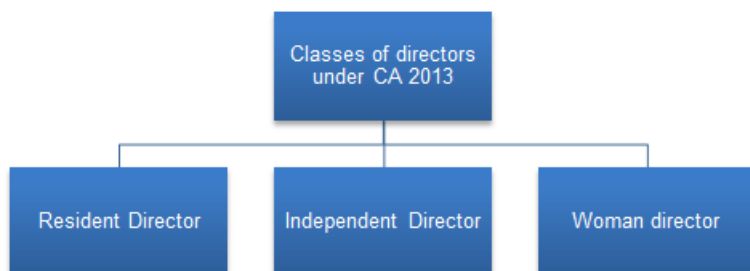 Classes of directors
under CA 2013
Resident Director
Independent Director
Woman director